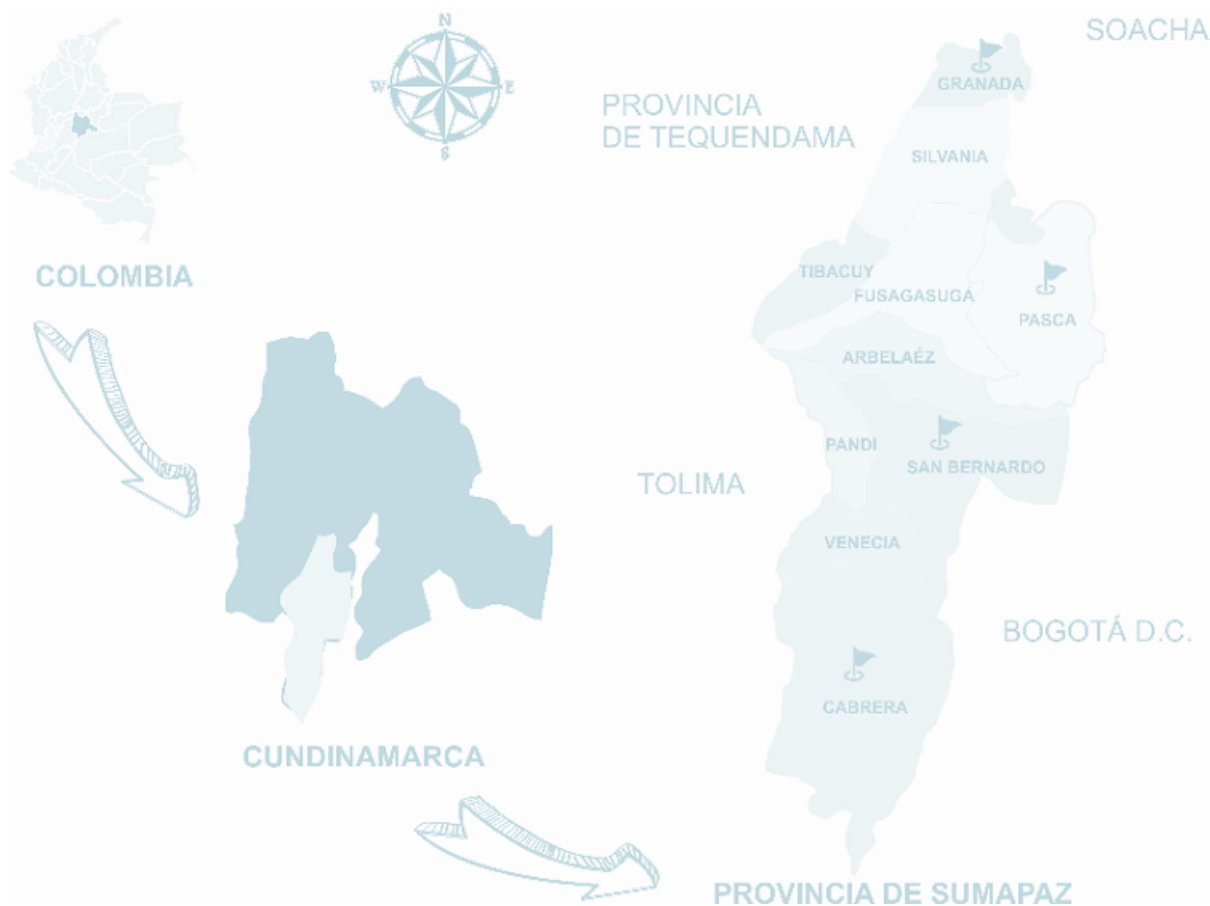 N
W
E
S
COLOMBIA
CUNDINAMARCA
SOACHA
PROVINCIA
DE TEQUENDAMA
GRANADA
SILVANIA
TIBACUY
FUSAGASUGÁ
PASCA
ARBELAÉZ
PANDI
SAN BERNARDO
TOLIMA
VENECIA
BOGOTÁ D.C.
CABRERA
PROVINCIA DE SUMAPAZ